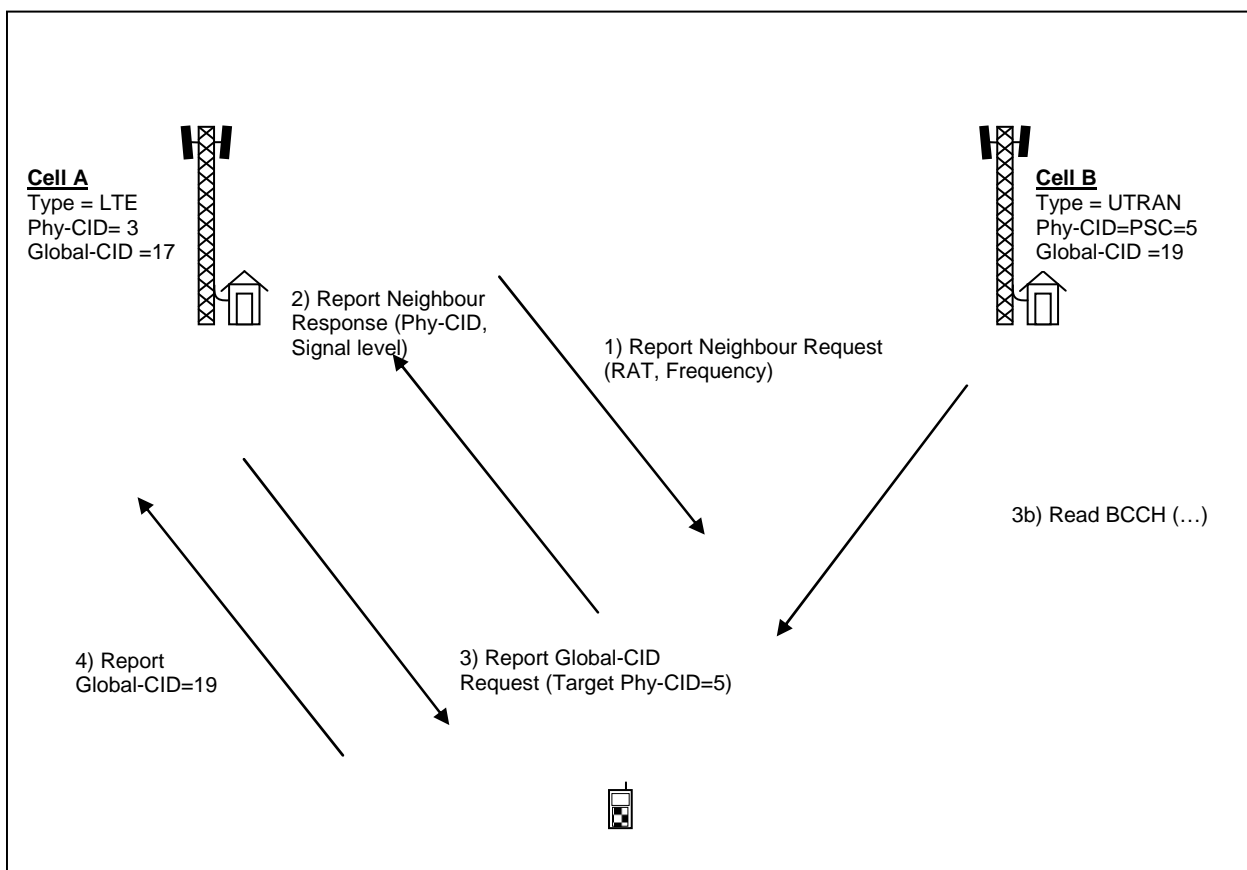 Cell A
Type = LTE
Phy-CID= 3
Global-CID =17
Cell B
Type = UTRAN
Phy-CID=PSC=5
Global-CID =19
2) Report Neighbour
Response (Phy-CID,
Signal level)
1) Report Neighbour Request
(RAT, Frequency)
3b) Read BCCH (…)
4) Report
Global-CID=19
3) Report Global-CID
Request (Target Phy-CID=5)